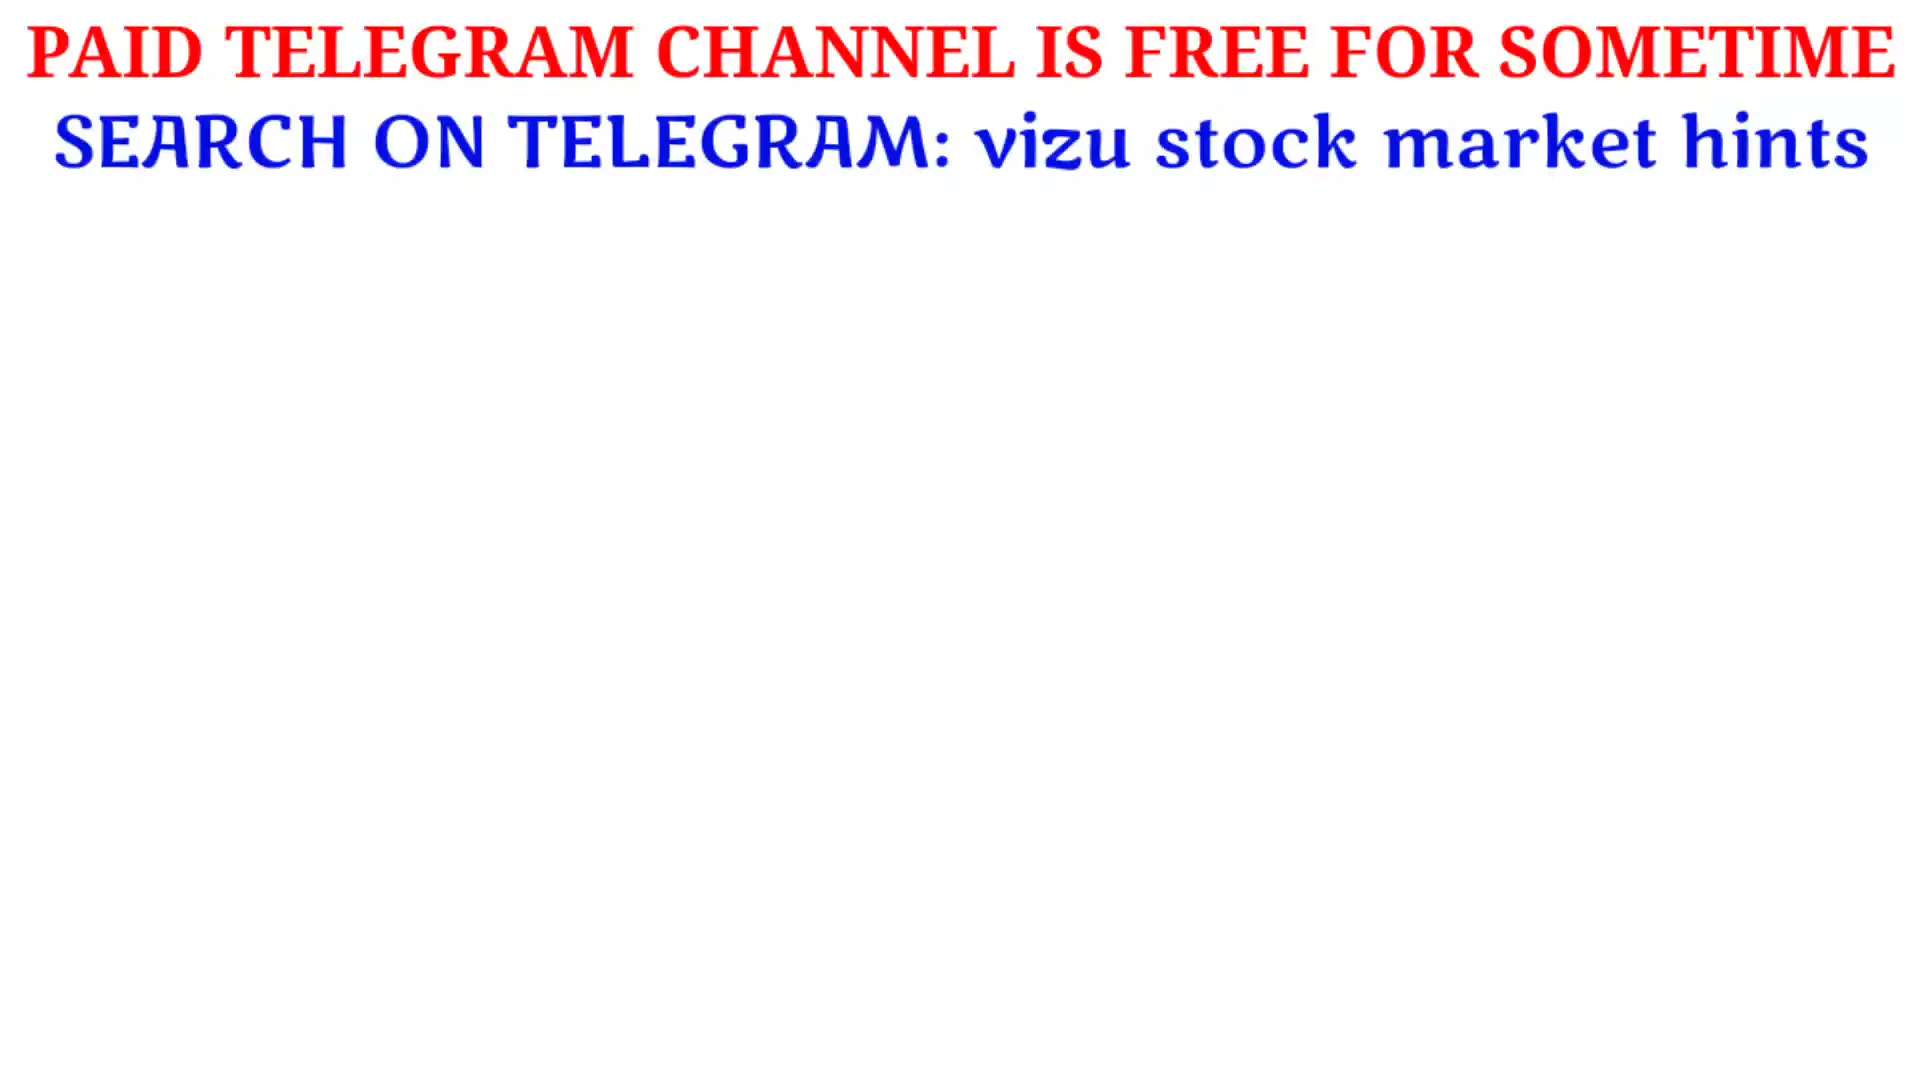 PAID TELEGRAM CHANNEL IS FREE FOR SOMETIME
SEARCH ON TELEGRAM: vizu stock market hints